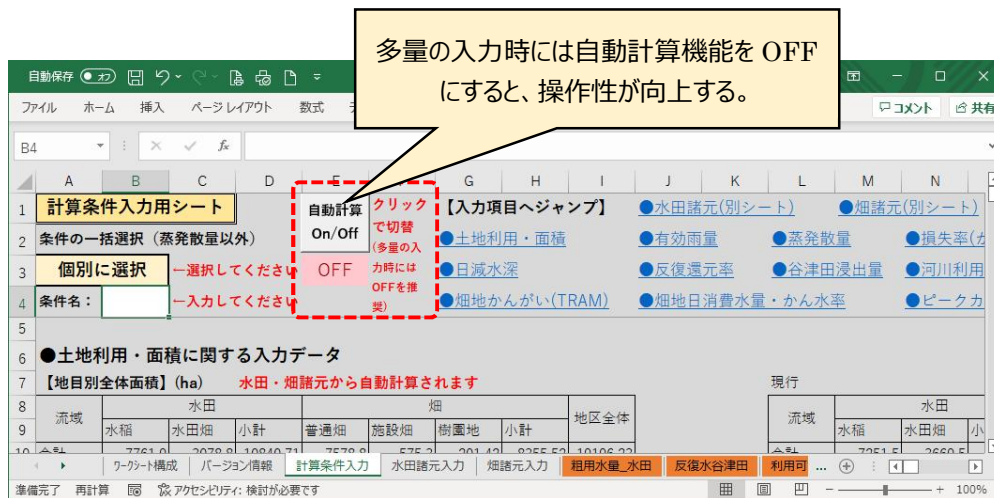 多量の入力時には自動計算機能を OFF
にすると、操作性が向上する。
自動保存 オフ
ファイル ホーム 挿入 ページ レイアウト 数式 コメント 共有
B4 fx
A B C D E G H I J K L M N
1 計算条件入力用シート 自動計算 クリック 【入力項目へジャンプ】 ●水田諸元(別シート) ●畑諸元(別シート)
2 条件の一括選択（蒸発散量以外） On/Off で切替 ●土地利用・面積 ●有効雨量 ●蒸発散量 ●損失率(
(多量の入
3 個別に選択 ←選択してください OFF 力時には ●日減水深 ●反復還元率 ●谷津田浸出量 ●河川利用
OFFを推
4 条件名： ←入力してください 奨) ●畑地かんがい(TRAM) ●畑地日消費水量・かん水率 ●ピークカ
5
6 ●土地利用・面積に関する入力データ
7 【地目別全体面積】(ha) 水田・畑諸元から自動計算されます 現行
8 流域 水田 畑 地区全体 流域 水田
9 水稲 水田畑 小計 普通畑 施設畑 樹園地 小計 水稲 水田畑 小
ワークシート構成 バージョン情報 計算条件入力 水田諸元入力 畑諸元入力 粗用水量_水田 反復水谷津田 利用可 ...
準備完了 再計算 アクセシビリティ: 検討が必要です 100%